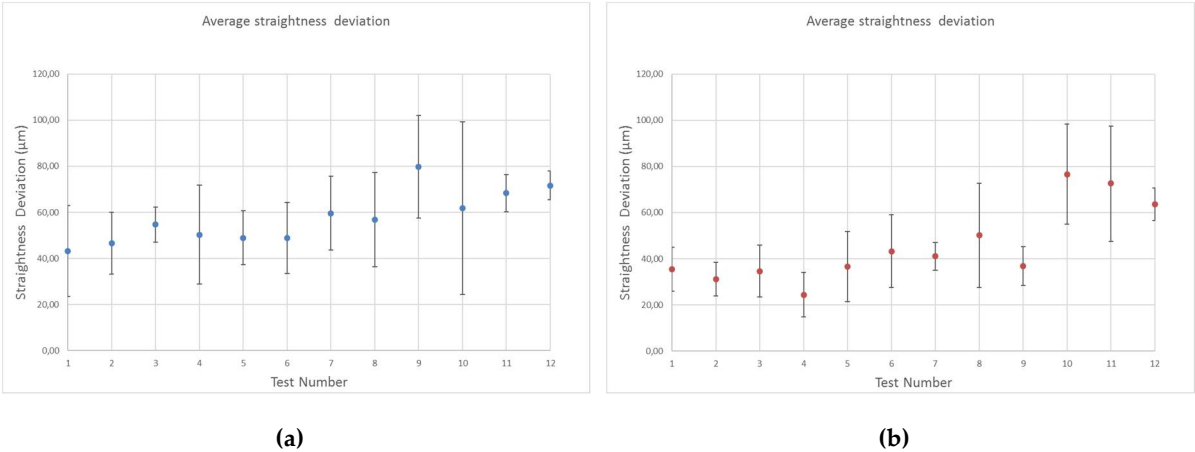 Average straightness deviation
Straightness Deviation (μm)
120,00
100,00
80,00
60,00
40,00
20,00
0,00
1 2 3 4 5 6 7 8 9 10 11 12
Test Number
(a)
Average straightness deviation
Straightness Deviation (μm)
120,00
100,00
80,00
60,00
40,00
20,00
0,00
1 2 3 4 5 6 7 8 9 10 11 12
Test Number
(b)